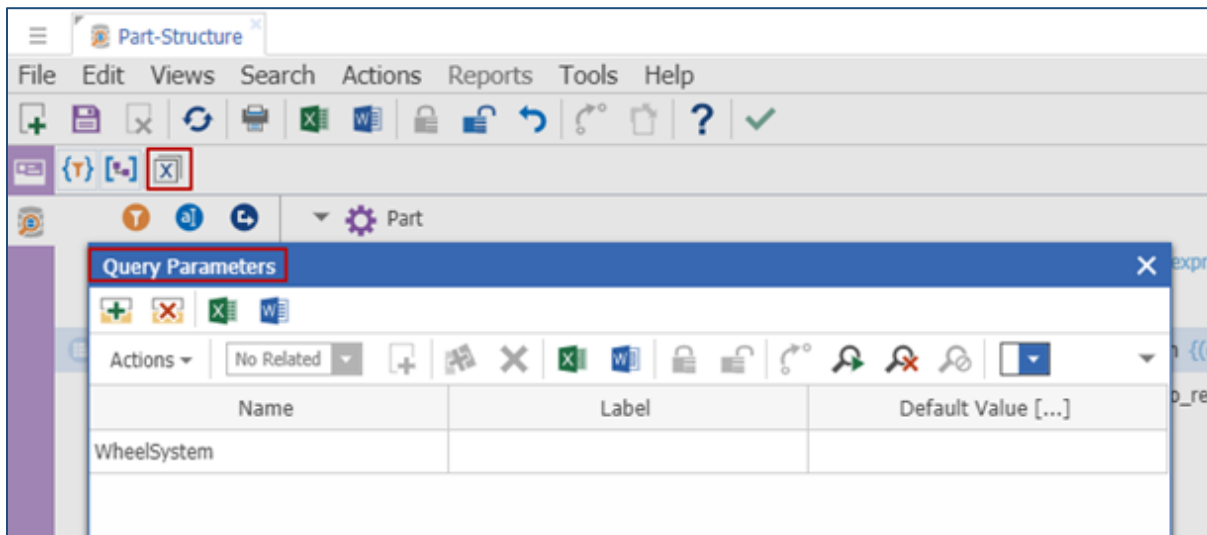 Part-Structure
File Edit Views Search Actions Reports Tools Help
{T} X
Part
Query Parameters
Actions No Related
Name Label Default Value [...]
WheelSystem